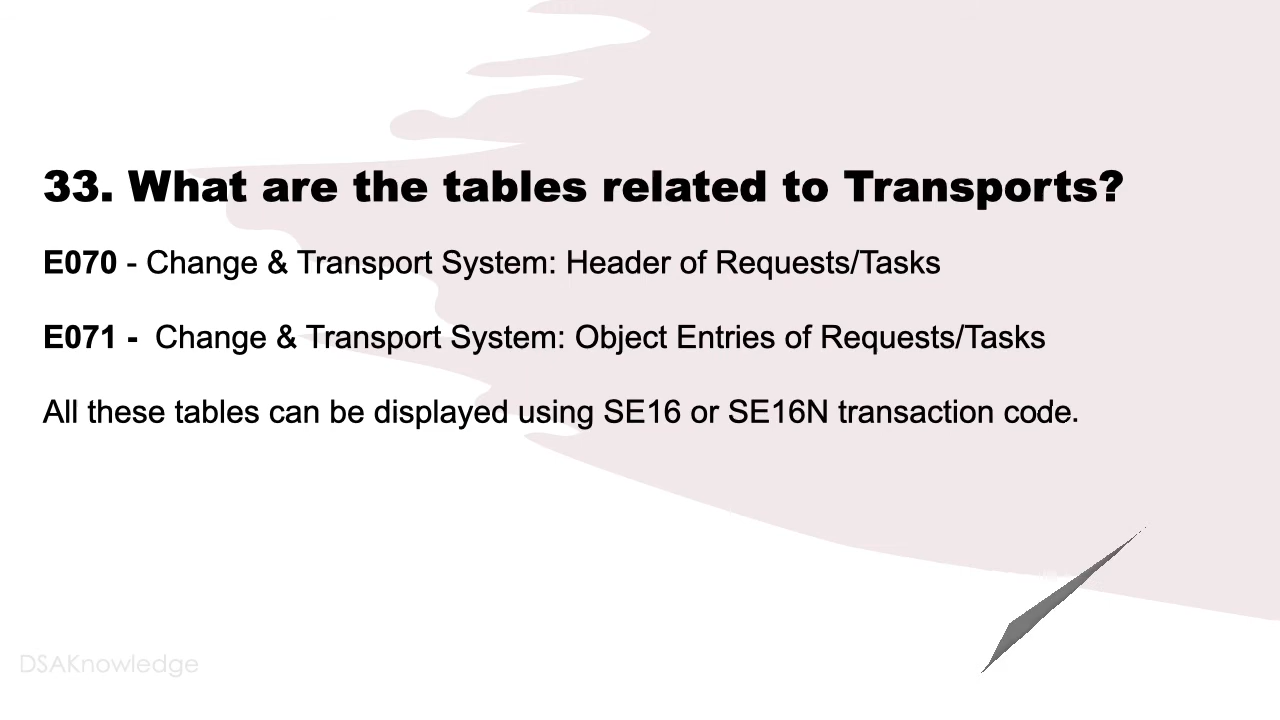 33. What are the tables related to Transports?
E070 - Change & Transport System: Header of Requests/Tasks
E071 -  Change & Transport System: Object Entries of Requests/Tasks
All these tables can be displayed using SE16 or SE16N transaction code.
DSAKnowledge